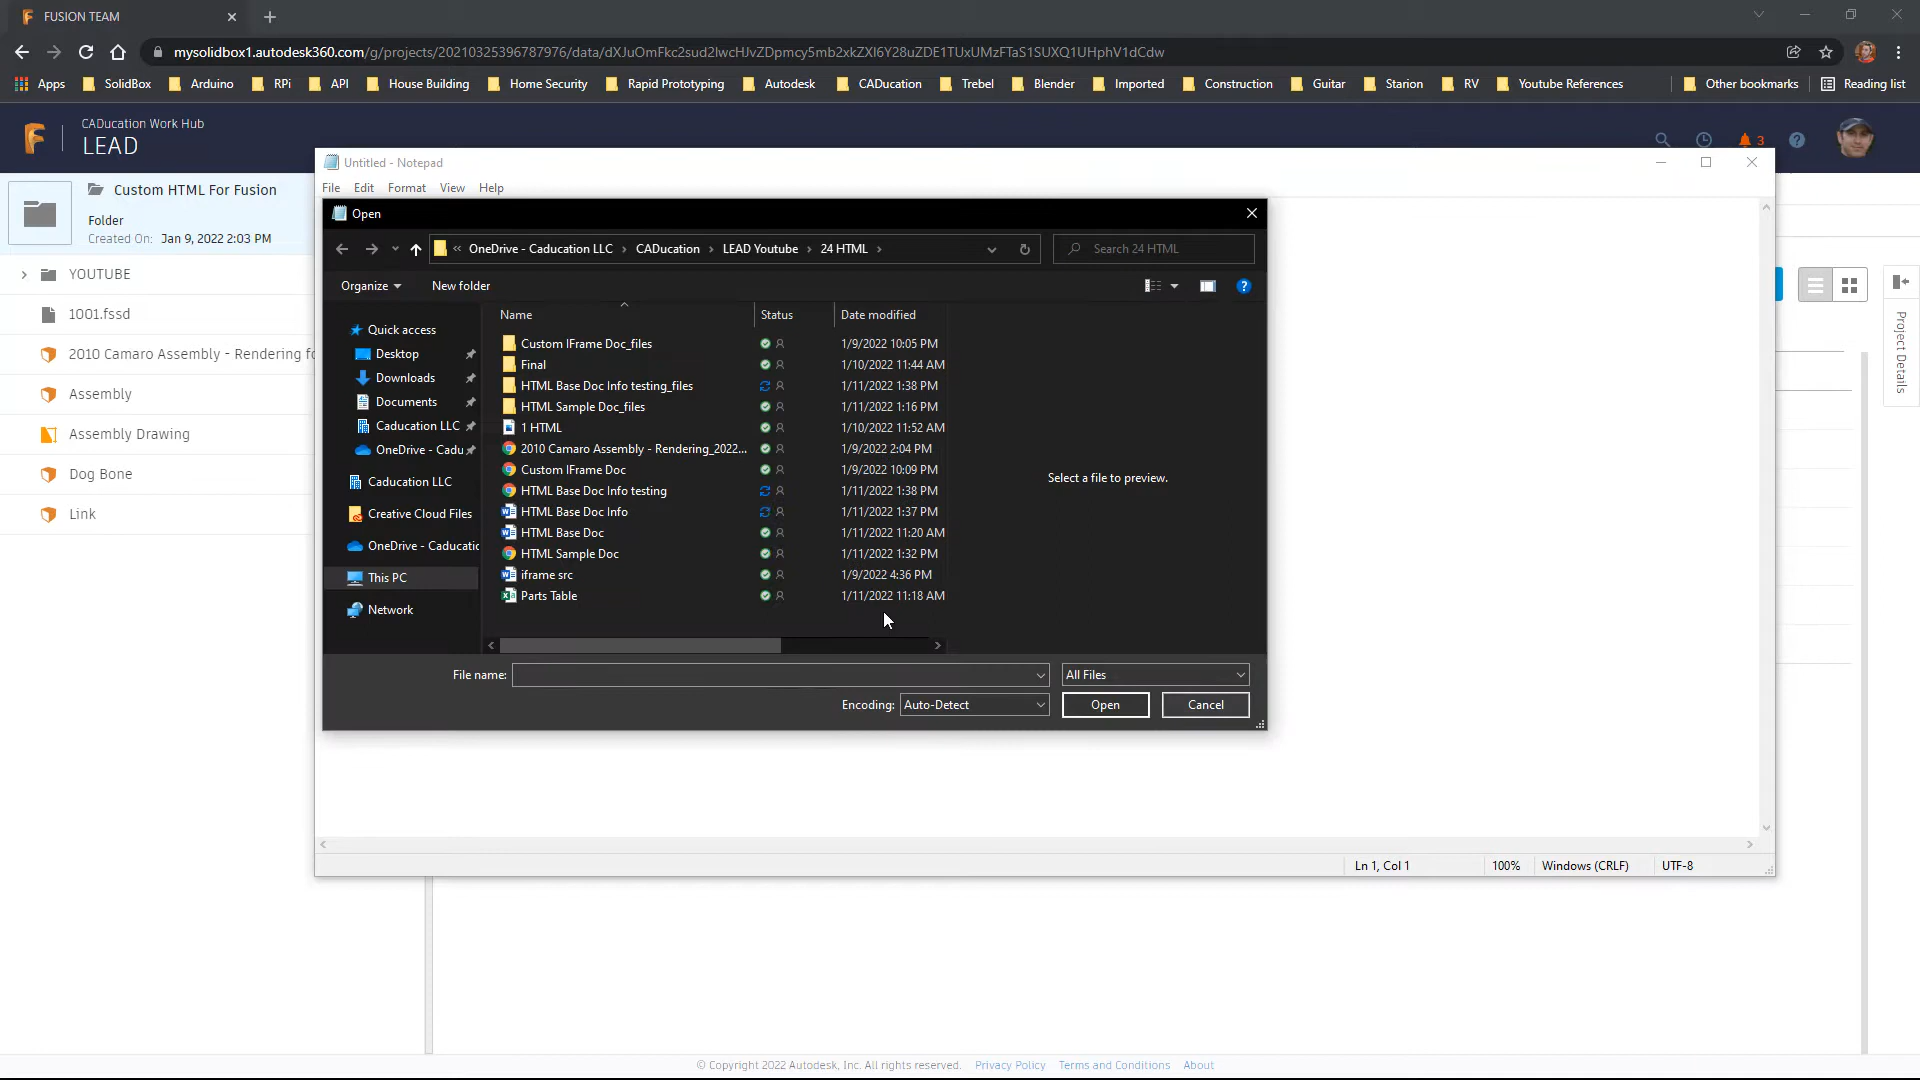 FUSION TEAM
mysolidbox1.autodesk360.com/g/projects/20210325396787976/data/dXJuOmFkc2sud2lwcHJvZDpmcy5mb2xkZXI6Y28uZDE1TUxUMzFTaS1SUXQ1UHphV1dCdw
Apps SolidBox Arduino RPi API House Building Home Security Rapid Prototyping Autodesk CADucation Trebel Blender Imported Construction Guitar Starion RV Youtube References Other bookmarks Reading list
CADucation Work Hub
LEAD
3
Custom HTML For Fusion
Folder
Created On: Jan 9, 2022 2:03 PM
YOUTUBE
1001.fssd
2010 Camaro Assembly - Rendering fo
Assembly
Assembly Drawing
Dog Bone
Link
Project Details
Untitled - Notepad
File Edit Format View Help
Open
« OneDrive - Caducation LLC › CADucation › LEAD Youtube › 24 HTML ›
Search 24 HTML
Organize New folder
Quick access
Desktop
Downloads
Documents
Caducation LLC
OneDrive - Cadu
Caducation LLC
Creative Cloud Files
OneDrive - Caducatic
This PC
Network
Name Status Date modified
Custom IFrame Doc_files 1/9/2022 10:05 PM
Final 1/10/2022 11:44 AM
HTML Base Doc Info testing_files 1/11/2022 1:38 PM
HTML Sample Doc_files 1/11/2022 1:16 PM
1 HTML 1/10/2022 11:52 AM
2010 Camaro Assembly - Rendering_2022... 1/9/2022 2:04 PM
Custom IFrame Doc 1/9/2022 10:09 PM
HTML Base Doc Info testing 1/11/2022 1:38 PM
HTML Base Doc Info 1/11/2022 1:37 PM
HTML Base Doc 1/11/2022 11:20 AM
HTML Sample Doc 1/11/2022 1:32 PM
iframe src 1/9/2022 4:36 PM
Parts Table 1/11/2022 11:18 AM
Select a file to preview.
File name: All Files
Encoding: Auto-Detect Open Cancel
Ln 1, Col 1 100% Windows (CRLF) UTF-8
© Copyright 2022 Autodesk, Inc. All rights reserved. Privacy Policy Terms and Conditions About